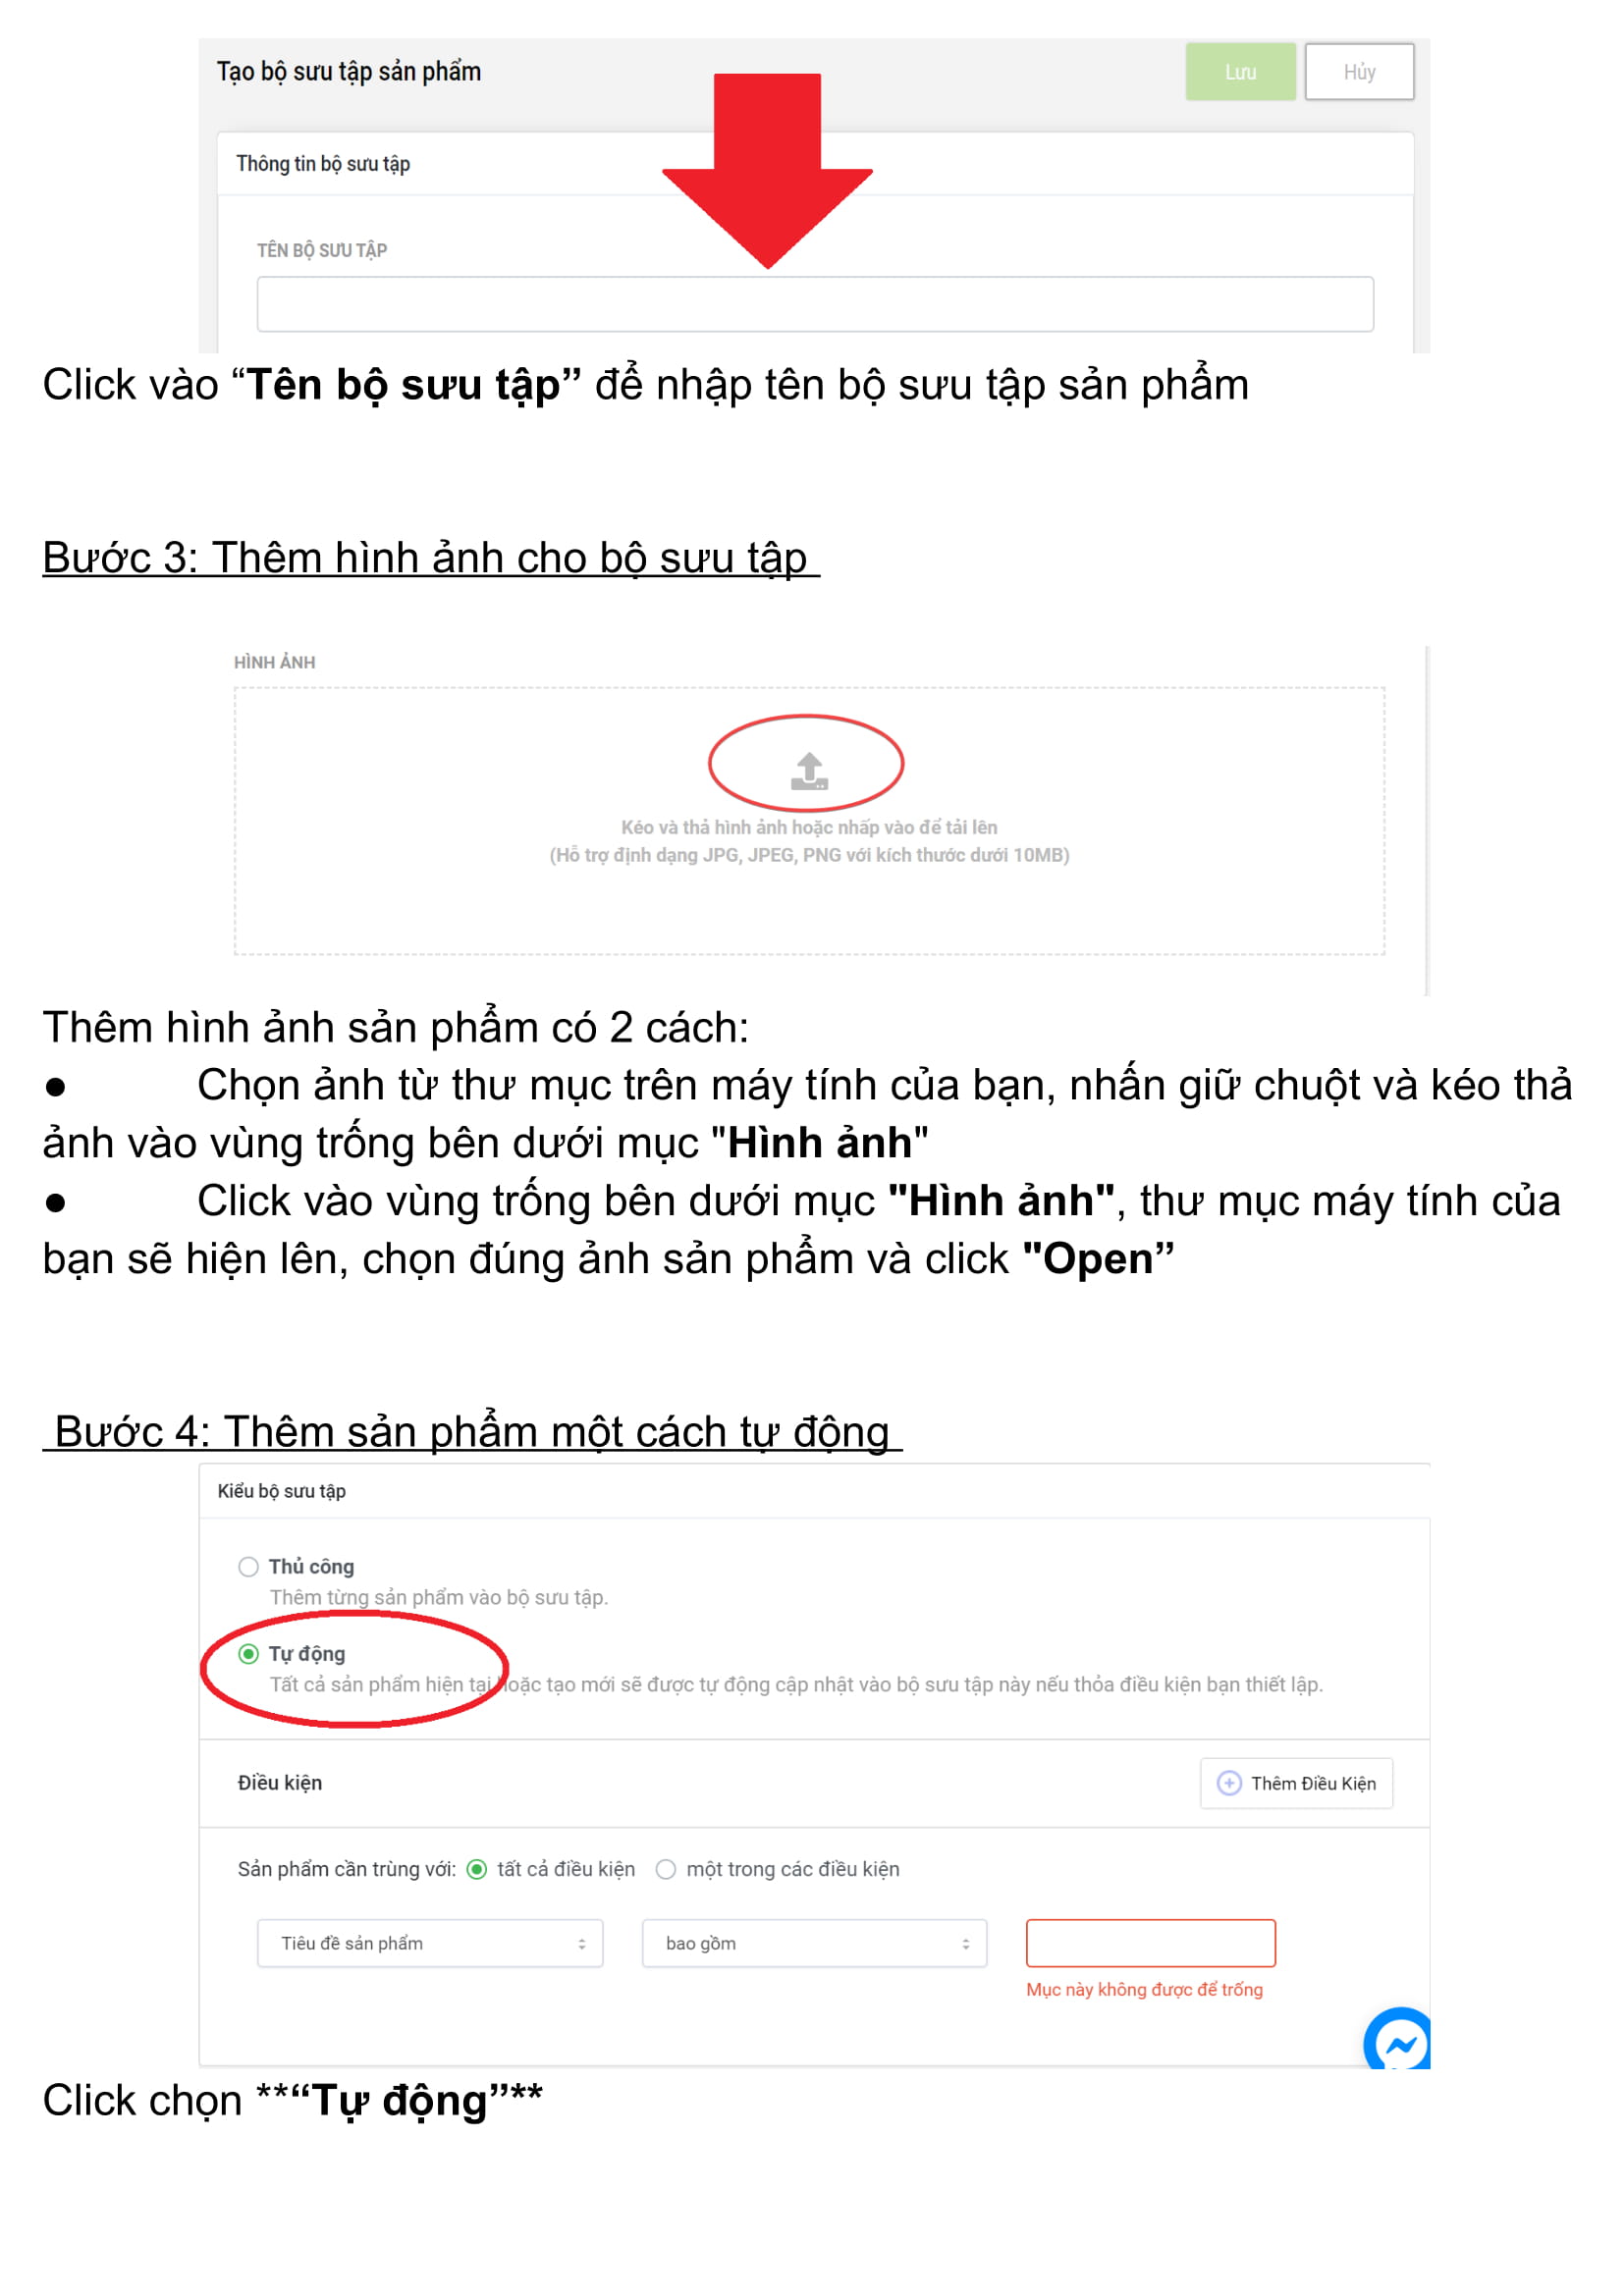 Tạo bộ sưu tập sản phẩm
Lưu
Hủy
Thông tin bộ sưu tập
TÊN BỘ SƯU TẬP
Click vào “Tên bộ sưu tập” để nhập tên bộ sưu tập sản phẩm
Bước 3: Thêm hình ảnh cho bộ sưu tập
HÌNH ẢNH
Kéo và thả hình ảnh hoặc nhấp vào để tải lên
(Hỗ trợ định dạng JPG, JPEG, PNG với kích thước dưới 10MB)
Thêm hình ảnh sản phẩm có 2 cách:
● Chọn ảnh từ thư mục trên máy tính của bạn, nhấn giữ chuột và kéo thả
ảnh vào vùng trống bên dưới mục "Hình ảnh"
● Click vào vùng trống bên dưới mục "Hình ảnh", thư mục máy tính của
bạn sẽ hiện lên, chọn đúng ảnh sản phẩm và click "Open”
Bước 4: Thêm sản phẩm một cách tự động
Kiểu bộ sưu tập
Thủ công
Thêm từng sản phẩm vào bộ sưu tập.
Tự động
Tất cả sản phẩm hiện tại hoặc tạo mới sẽ được tự động cập nhật vào bộ sưu tập này nếu thỏa điều kiện bạn thiết lập.
Điều kiện
Thêm Điều Kiện
Sản phẩm cần trùng với: tất cả điều kiện một trong các điều kiện
Tiêu đề sản phẩm
bao gồm
Mục này không được để trống
Click chọn **“Tự động”**